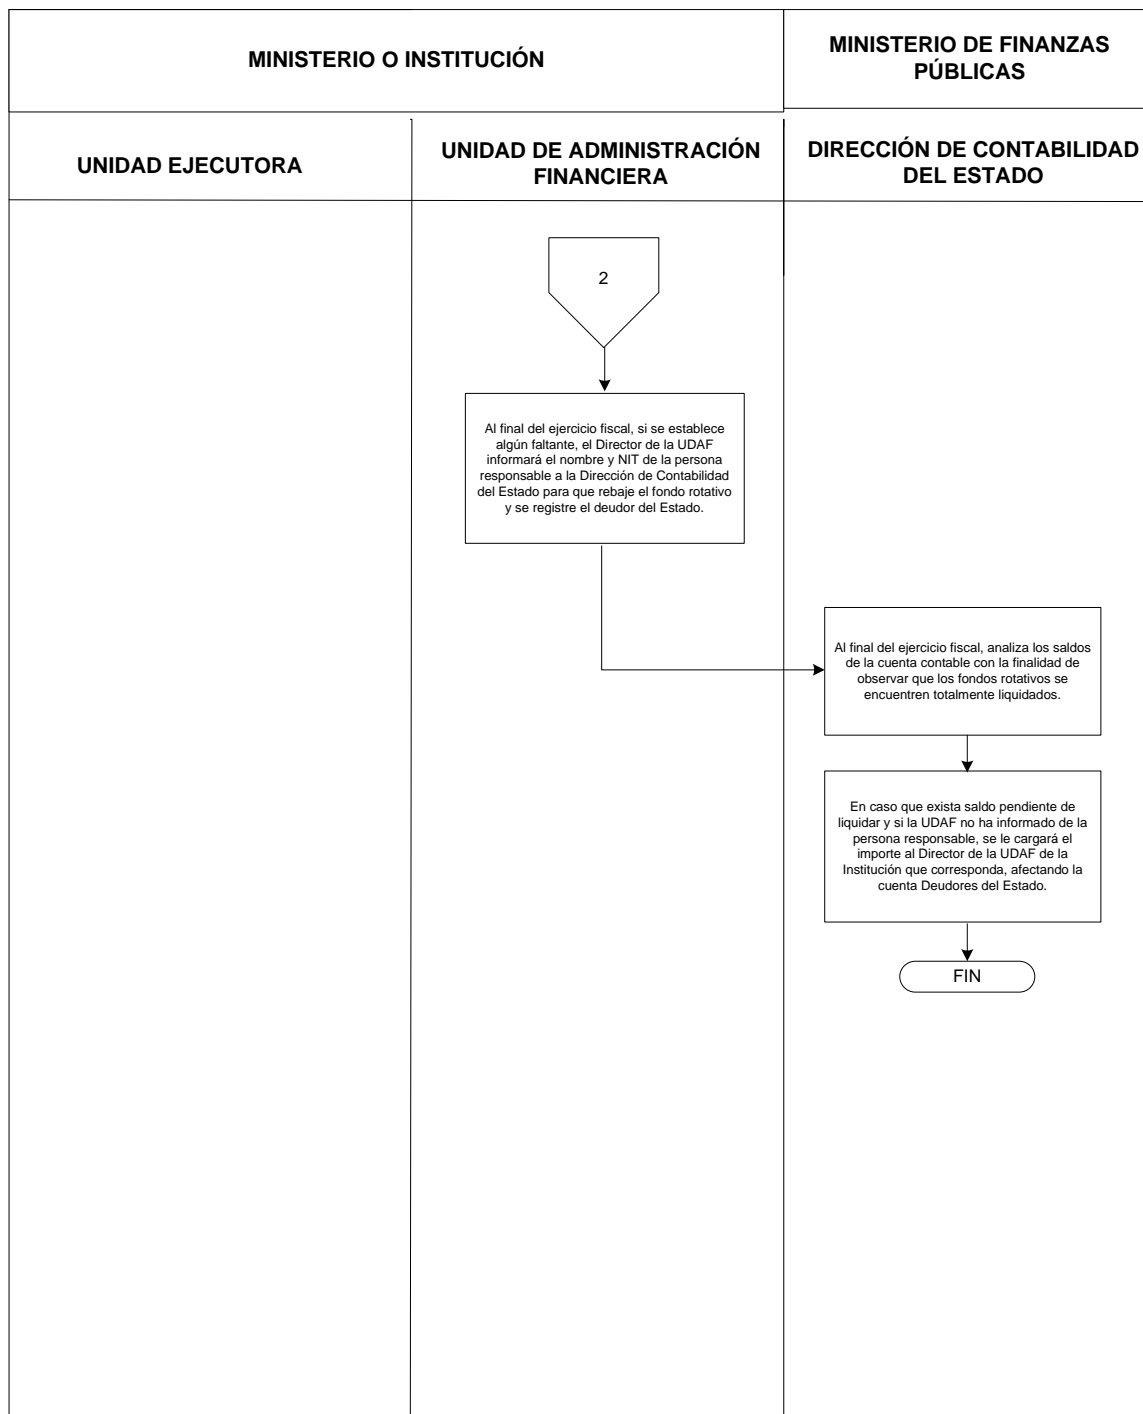 MINISTERIO O INSTITUCIÓN
MINISTERIO DE FINANZAS
PÚBLICAS
UNIDAD EJECUTORA
UNIDAD DE ADMINISTRACIÓN
FINANCIERA
DIRECCIÓN DE CONTABILIDAD
DEL ESTADO
2
Al final del ejercicio fiscal, si se establece
algún faltante, el Director de la UDAF
informará el nombre y NIT de la persona
responsable a la Dirección de Contabilidad
del Estado para que rebaje el fondo rotativo
y se registre el deudor del Estado.
Al final del ejercicio fiscal, analiza los saldos
de la cuenta contable con la finalidad de
observar que los fondos rotativos se
encuentren totalmente liquidados.
En caso que exista saldo pendiente de
liquidar y si la UDAF no ha informado de la
persona responsable, se le cargará el
importe al Director de la UDAF de la
Institución que corresponda, afectando la
cuenta Deudores del Estado.
FIN